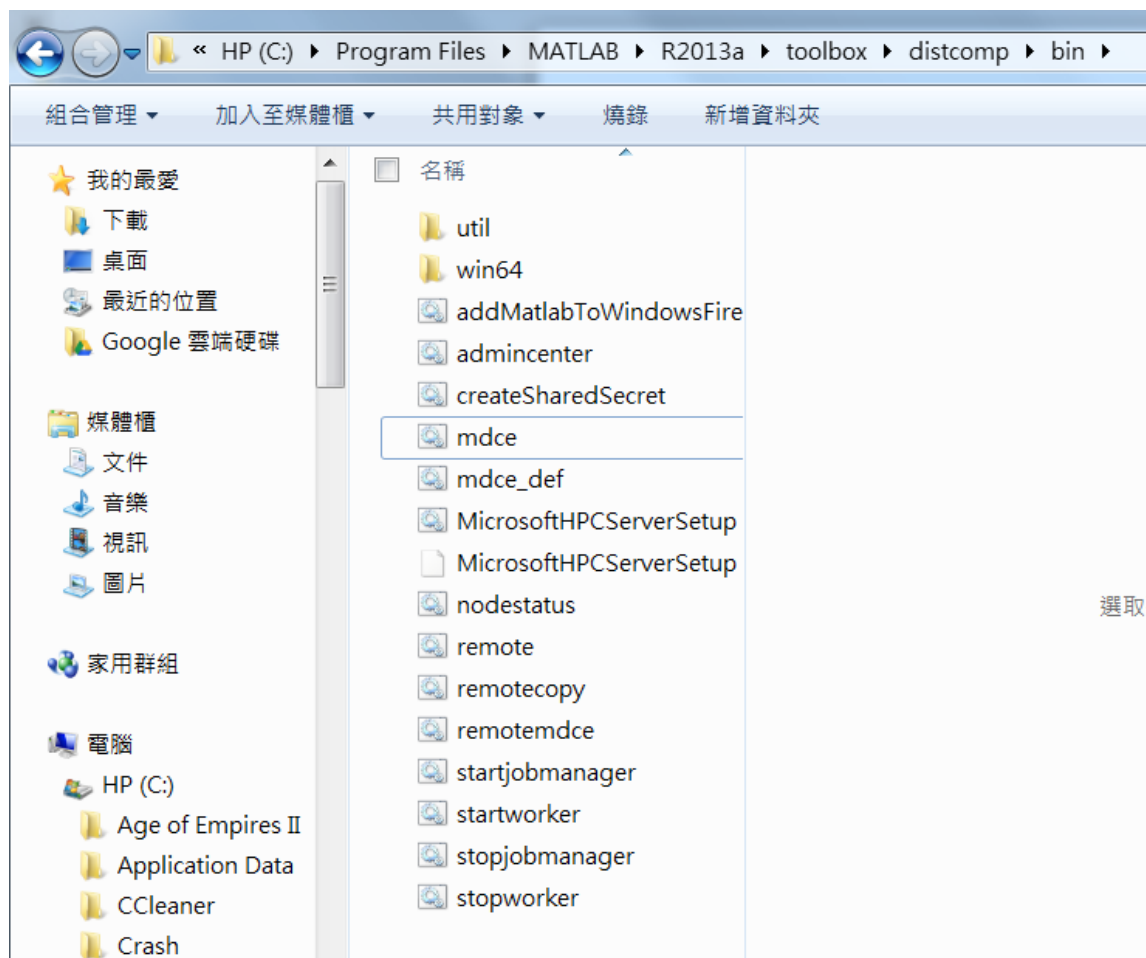 « HP (C:) ▸ Program Files ▸ MATLAB ▸ R2013a ▸ toolbox ▸ distcomp ▸ bin ▸
組合管理 加入至媒體櫃 共用對象 燒錄 新增資料夾
我的最愛
下載
桌面
最近的位置
Google 雲端硬碟
媒體櫃
文件
音樂
視訊
圖片
家用群組
電腦
HP (C:)
Age of Empires II
Application Data
CCleaner
Crash
名稱
util
win64
addMatlabToWindowsFire
admincenter
createSharedSecret
mdce
mdce_def
MicrosoftHPCServerSetup
MicrosoftHPCServerSetup
nodestatus
remote
remotecopy
remotemdce
startjobmanager
startworker
stopjobmanager
stopworker
選取